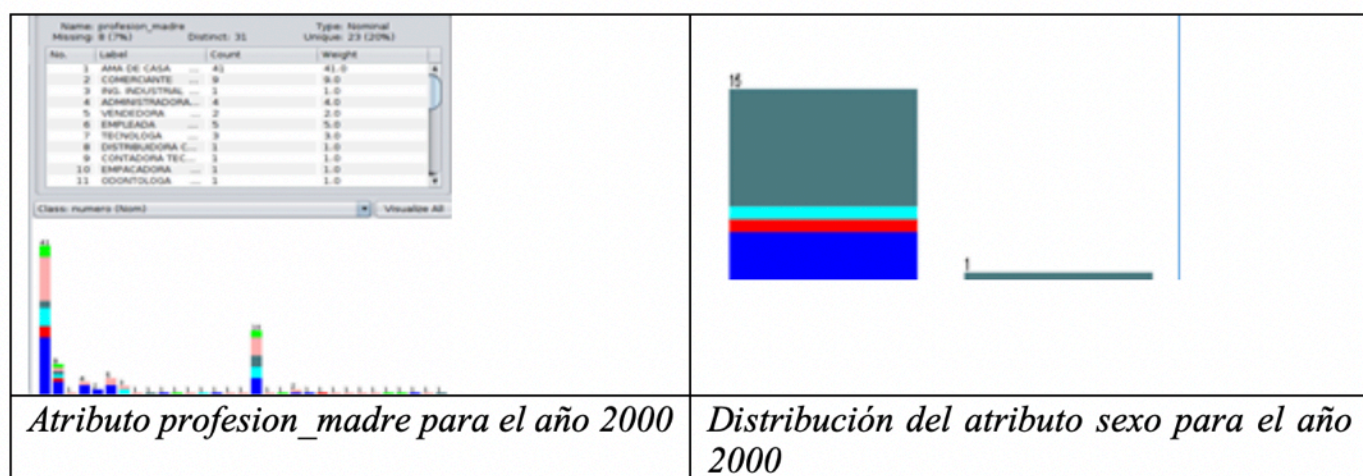 Name: profesion_madre Type: Nominal
Missing: 8 (7%) Distinct: 31 Unique: 23 (20%)
No. Label Count Weight
1 AMA DE CASA ... 41 41.0
2 COMERCIANTE ... 9 9.0
3 ING. INDUSTRIAL ... 1 1.0
4 ADMINISTRADORA... 4 4.0
5 VENDEDORA ... 2 2.0
6 EMPLEADA ... 5 5.0
7 TECNOLOGA ... 3 3.0
8 DISTRIBUIDORA C... 1 1.0
9 CONTADORA TEC... 1 1.0
10 EMPACADORA ... 1 1.0
11 ODONTOLOGA ... 1 1.0
Class: numero (Nom) Visualize All
41
15
1
Atributo profesion_madre para el año 2000
Distribución del atributo sexo para el año
2000